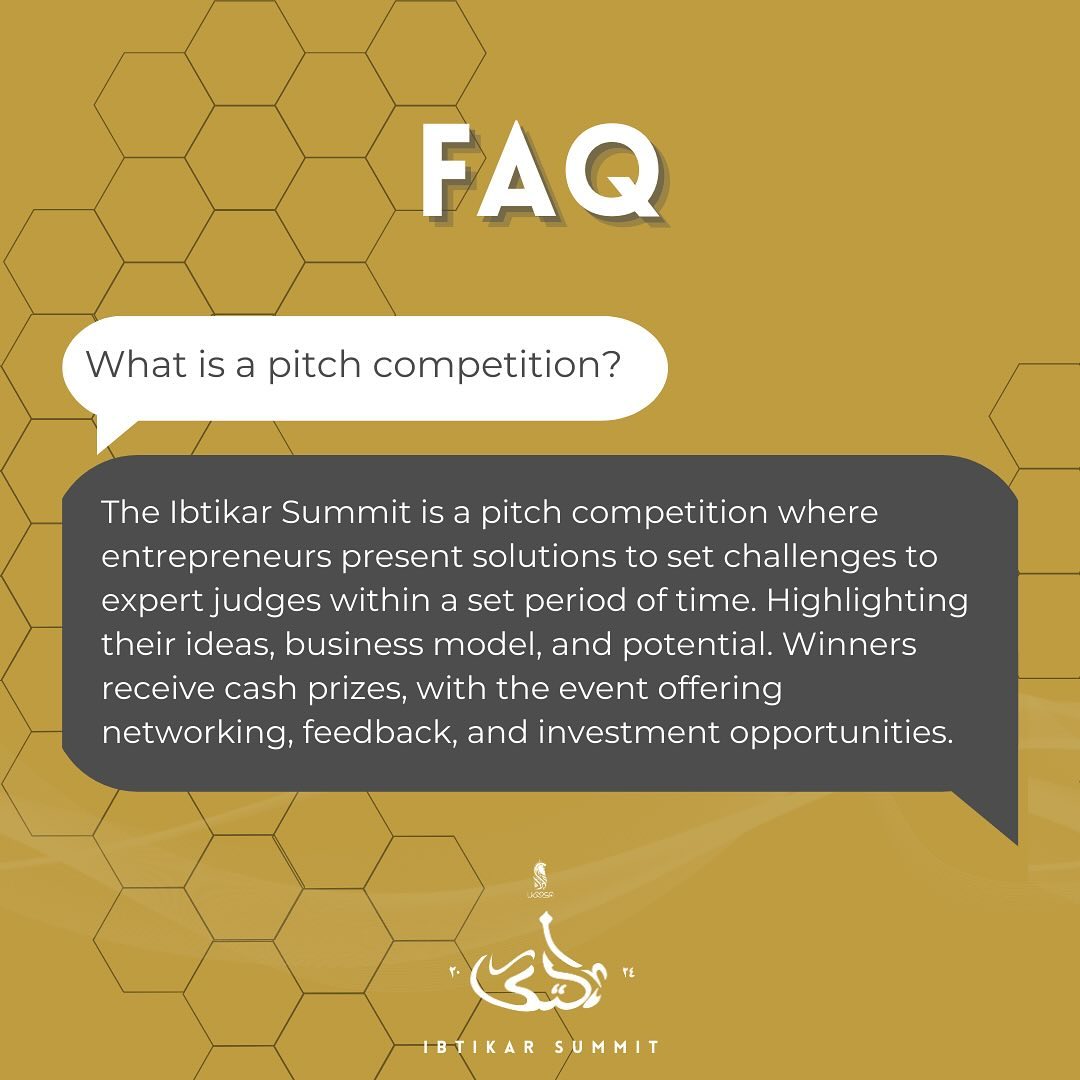 FAQ
What is a pitch competition?
The Ibtikar Summit is a pitch competition where
entrepreneurs present solutions to set challenges to
expert judges within a set period of time. Highlighting
their ideas, business model, and potential. Winners
receive cash prizes, with the event offering
networking, feedback, and investment opportunities.
٢٠ ٢٤
IBTIKAR SUMMIT